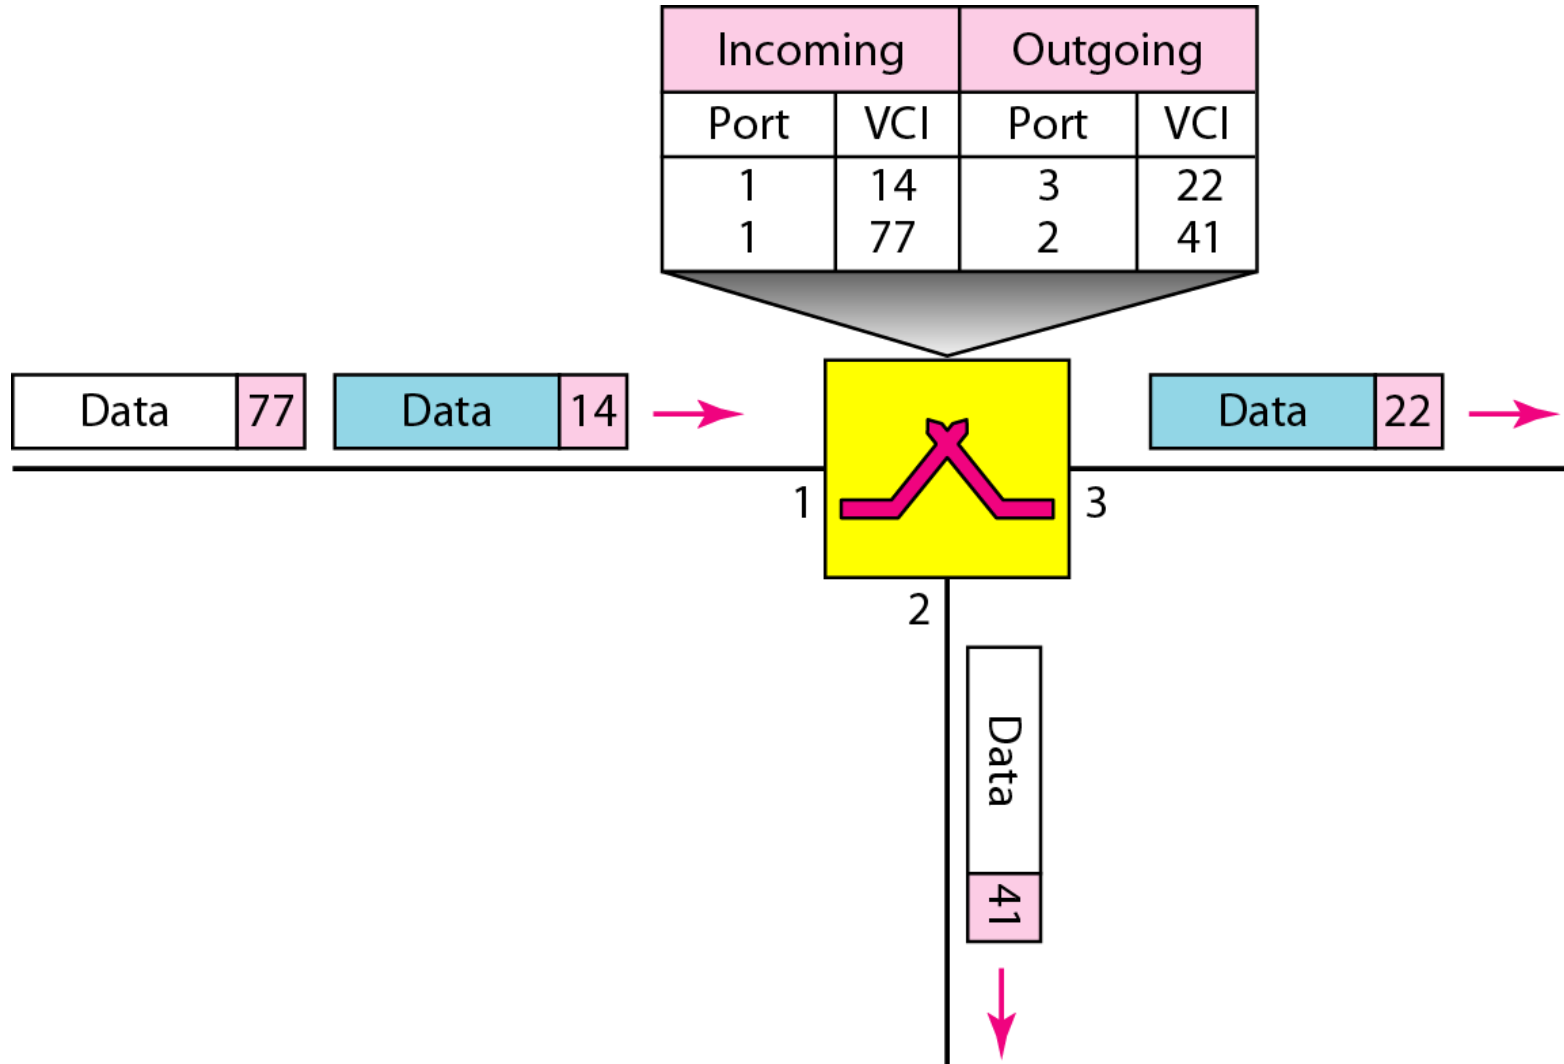 Incoming Outgoing
Port VCI Port VCI
1 14 3 22
1 77 2 41
Data 77 Data 14 Data 22
1 3
2
Data 41